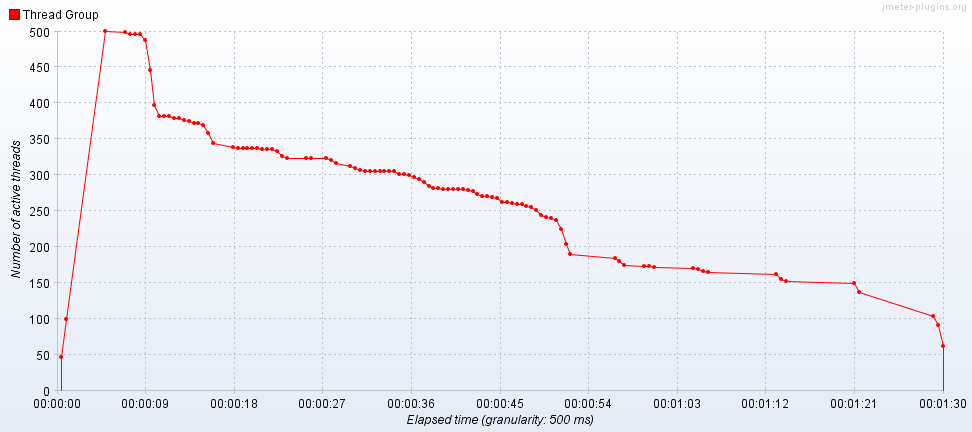 jmeter-plugins.org
Thread Group
500
450
400
350
300
250
200
150
100
50
0
Number of active threads
00:00:00 00:00:09 00:00:18 00:00:27 00:00:36 00:00:45 00:00:54 00:01:03 00:01:12 00:01:21 00:01:30
Elapsed time (granularity: 500 ms)